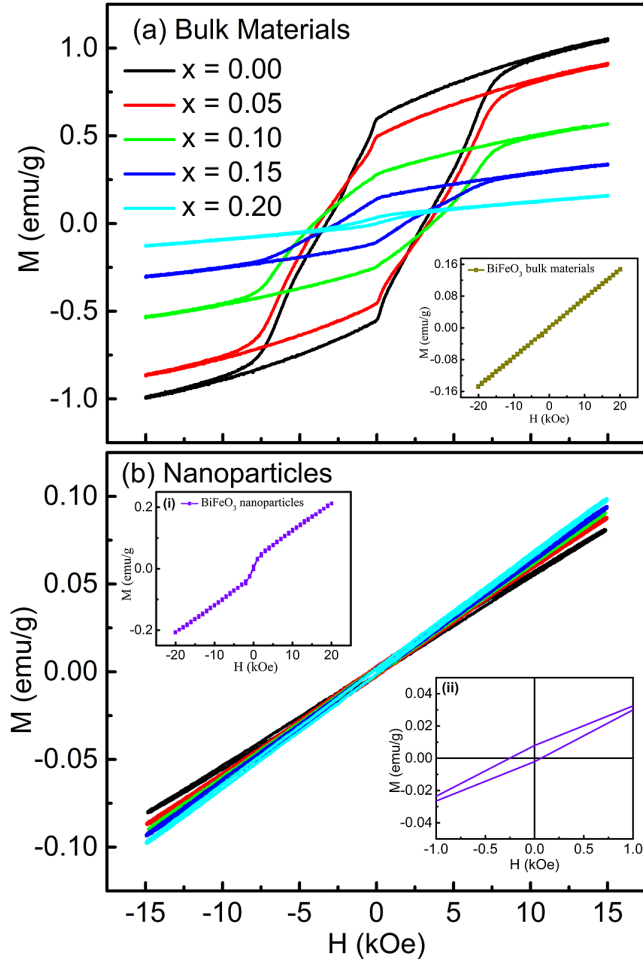 (a) Bulk Materials
x = 0.00
x = 0.05
x = 0.10
x = 0.15
x = 0.20
M (emu/g)
1.0
0.5
0.0
-0.5
-1.0
BiFeO₃ bulk materials
M (emu/g)
0.16
0.08
0.00
-0.08
-0.16
-20 -10 0 10 20
H (kOe)
(b) Nanoparticles
M (emu/g)
0.10
0.05
0.00
-0.05
-0.10
(i)
BiFeO₃ nanoparticles
M (emu/g
0.2
0.0
-0.2
-20 -10 0 10 20
H (kOe)
(ii)
M (emu/g)
0.04
0.02
0.00
-0.02
-0.04
-1.0 -0.5 0.0 0.5 1.0
H (kOe)
-15 -10 -5 0 5 10 15
H (kOe)